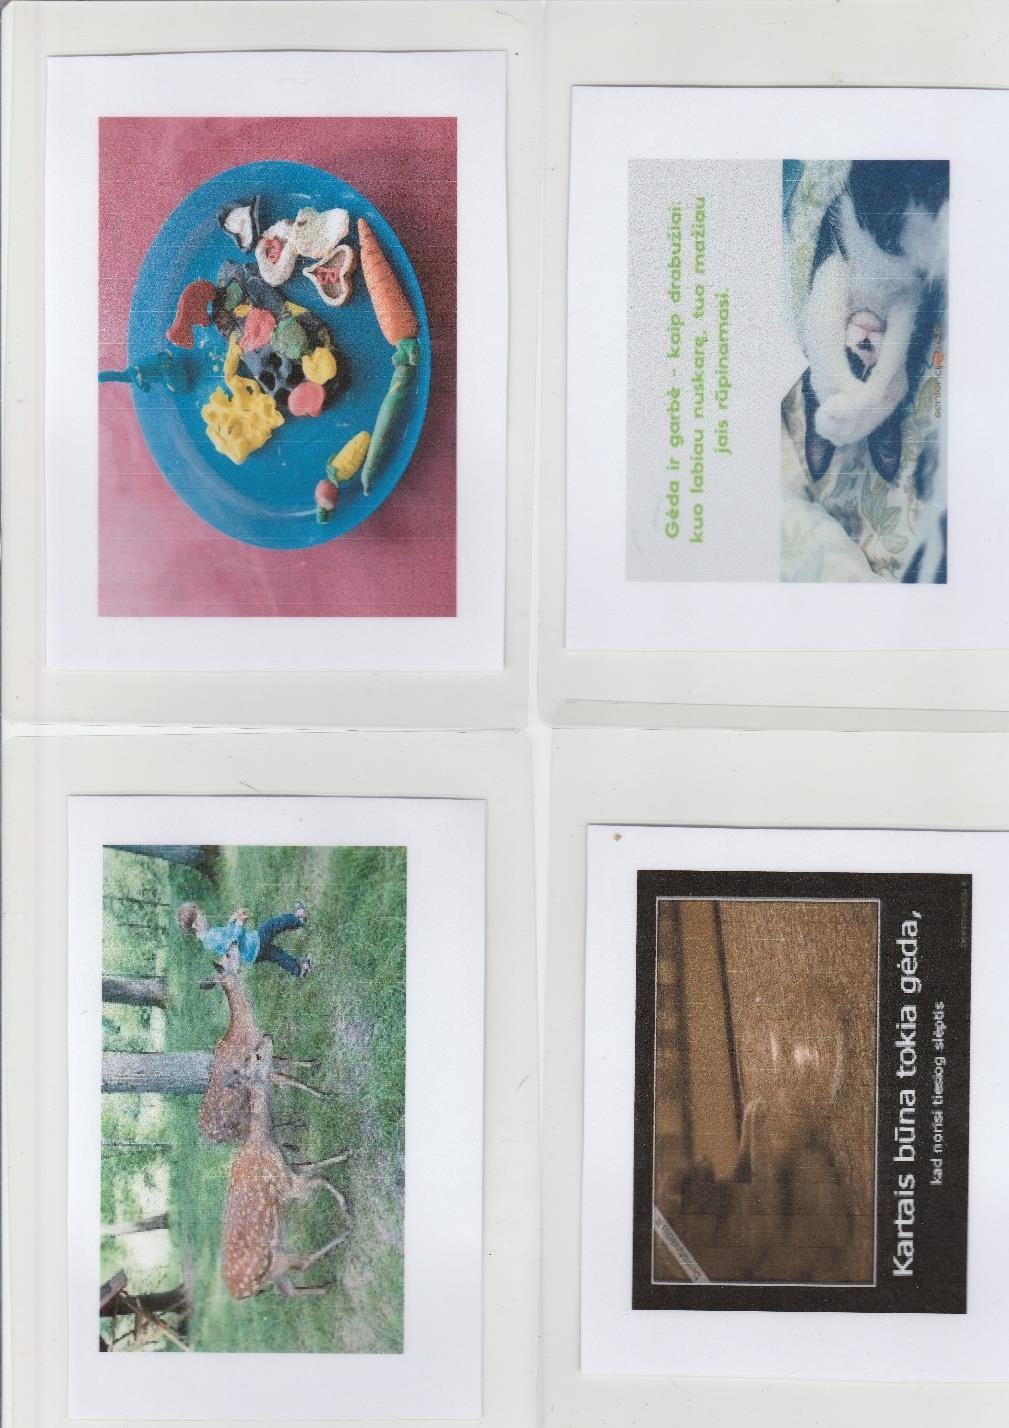 Gėda ir garbė - kaip drabužiai:
kuo labiau nuskarę, tuo mažiau
jais rūpinamasi.
Kartais būna tokia gėda,
kad norisi tiesiog slėptis